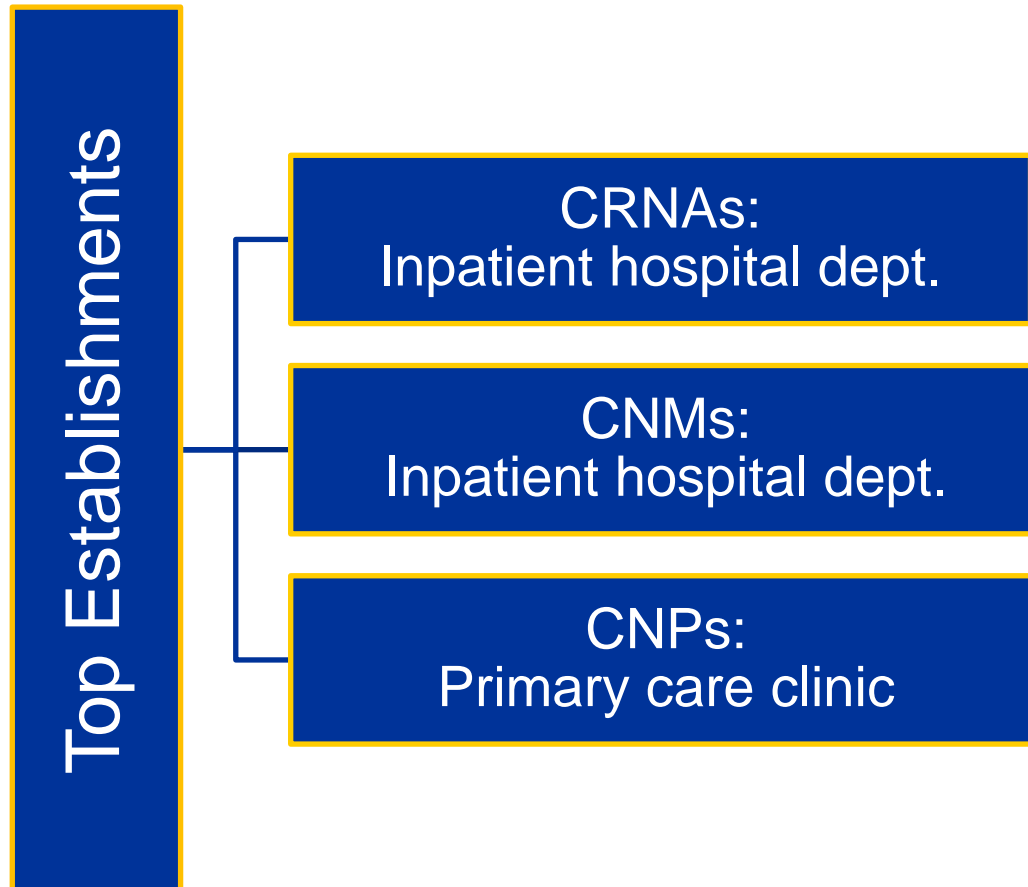 Top Establishments
CRNAs:
Inpatient hospital dept.
CNMs:
Inpatient hospital dept.
CNPs:
Primary care clinic